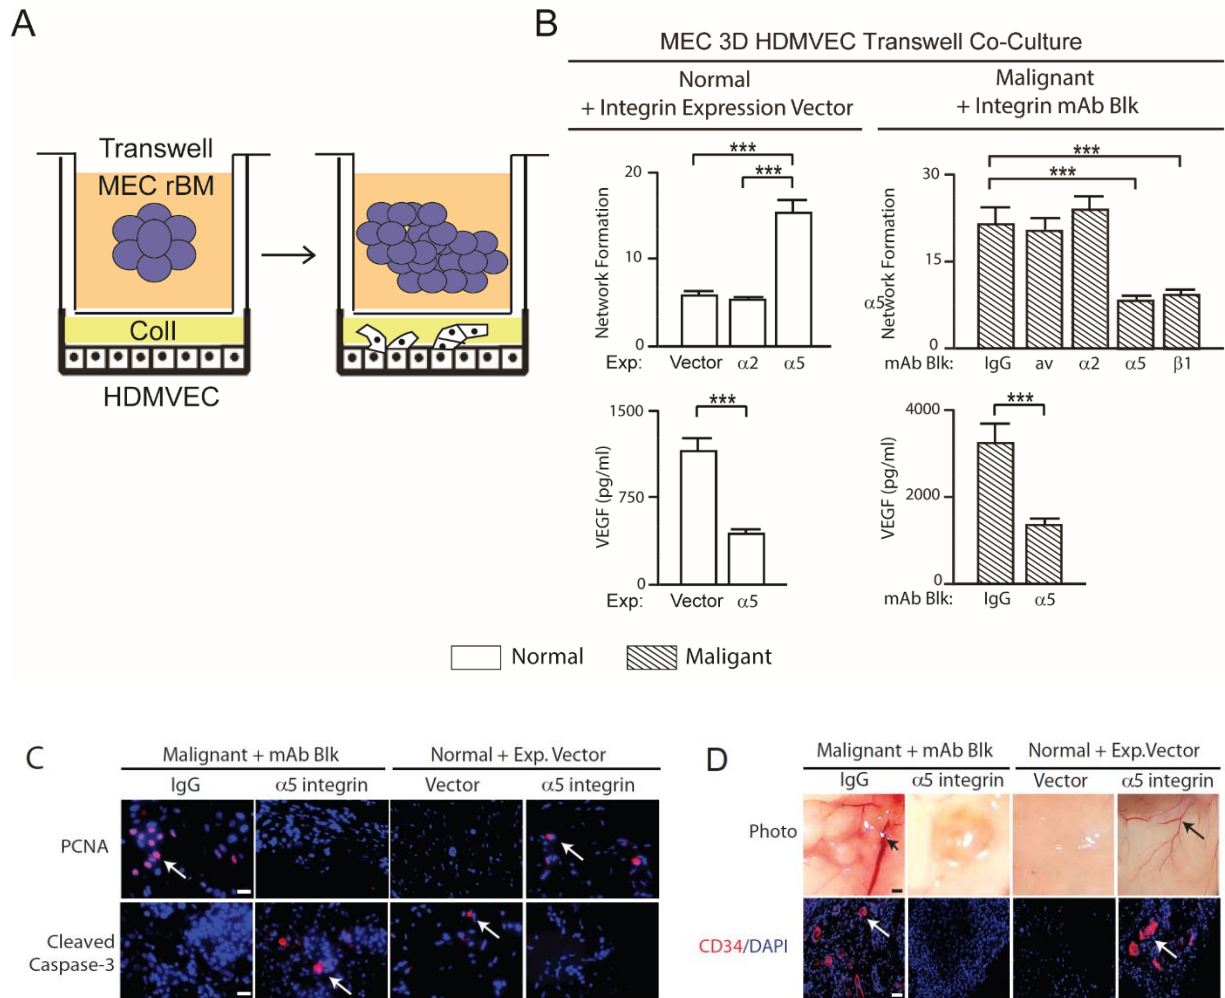 A
Transwell
MEC rBM
ColI
HDMVEC
B
MEC 3D HDMVEC Transwell Co-Culture
Normal
+ Integrin Expression Vector
Malignant
+ Integrin mAb Blk
Network Formation
20
10
0
***
***
Exp: Vector α2 α5
α5
Network Formation
30
15
0
***
***
mAb Blk: IgG av α2 α5 β1
VEGF (pg/ml)
1500
750
0
***
Exp: Vector α5
VEGF (pg/ml)
4000
2000
0
***
mAb Blk: IgG α5
Normal Maligant
C
Malignant + mAb Blk Normal + Exp. Vector
IgG α5 integrin Vector α5 integrin
PCNA
Cleaved
Caspase-3
D
Malignant + mAb Blk Normal + Exp.Vector
IgG α5 integrin Vector α5 integrin
Photo
CD34/DAPI